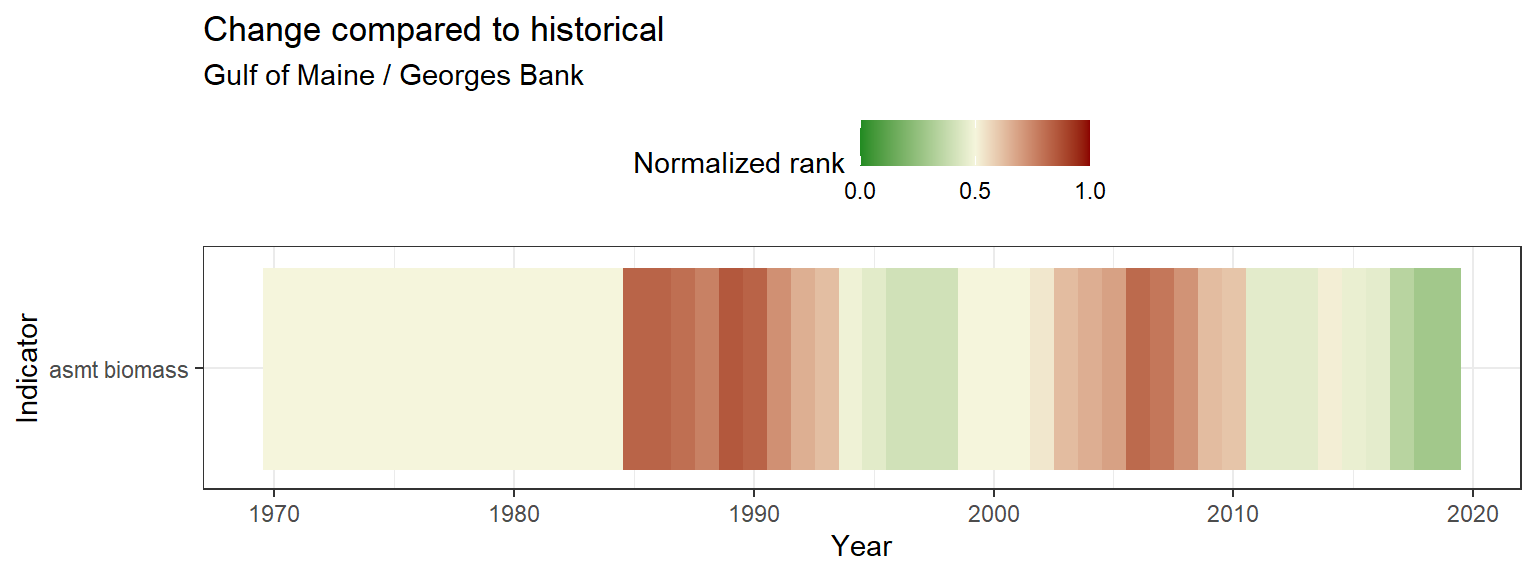 Change compared to historical
Gulf of Maine / Georges Bank
Normalized rank
0.0 0.5 1.0
Indicator
asmt biomass
1970 1980 1990 2000 2010 2020
Year